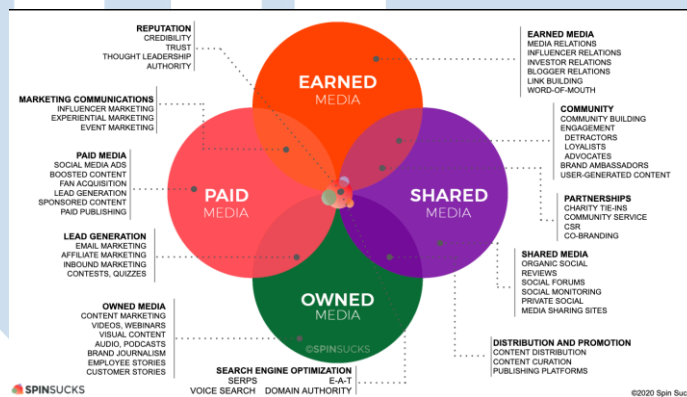 REPUTATION
CREDIBILITY
TRUST
THOUGHT LEADERSHIP
AUTHORITY
MARKETING COMMUNICATIONS
INFLUENCER MARKETING
EXPERIENTIAL MARKETING
EVENT MARKETING
PAID MEDIA
SOCIAL MEDIA ADS
BOOSTED CONTENT
FAN ACQUISITION
LEAD GENERATION
SPONSORED CONTENT
PAID PUBLISHING
LEAD GENERATION
EMAIL MARKETING
AFFILIATE MARKETING
INBOUND MARKETING
CONTESTS, QUIZZES
OWNED MEDIA
CONTENT MARKETING
VIDEOS, WEBINARS
VISUAL CONTENT
AUDIO, PODCASTS
BRAND JOURNALISM
EMPLOYEE STORIES
CUSTOMER STORIES
EARNED
MEDIA
PAID
MEDIA
SHARED
MEDIA
OWNED
MEDIA
©SPINSUCKS
SEARCH ENGINE OPTIMIZATION
SERPS E-A-T
VOICE SEARCH DOMAIN AUTHORITY
EARNED MEDIA
MEDIA RELATIONS
INFLUENCER RELATIONS
INVESTOR RELATIONS
BLOGGER RELATIONS
LINK BUILDING
WORD-OF-MOUTH
COMMUNITY
COMMUNITY BUILDING
ENGAGEMENT
DETRACTORS
LOYALISTS
ADVOCATES
BRAND AMBASSADORS
USER-GENERATED CONTENT
PARTNERSHIPS
CHARITY TIE-INS
COMMUNITY SERVICE
CSR
CO-BRANDING
SHARED MEDIA
ORGANIC SOCIAL
REVIEWS
SOCIAL FORUMS
SOCIAL MONITORING
PRIVATE SOCIAL
MEDIA SHARING SITES
DISTRIBUTION AND PROMOTION
CONTENT DISTRIBUTION
CONTENT CURATION
PUBLISHING PLATFORMS
SPINSUCKS
©2020 Spin Suc